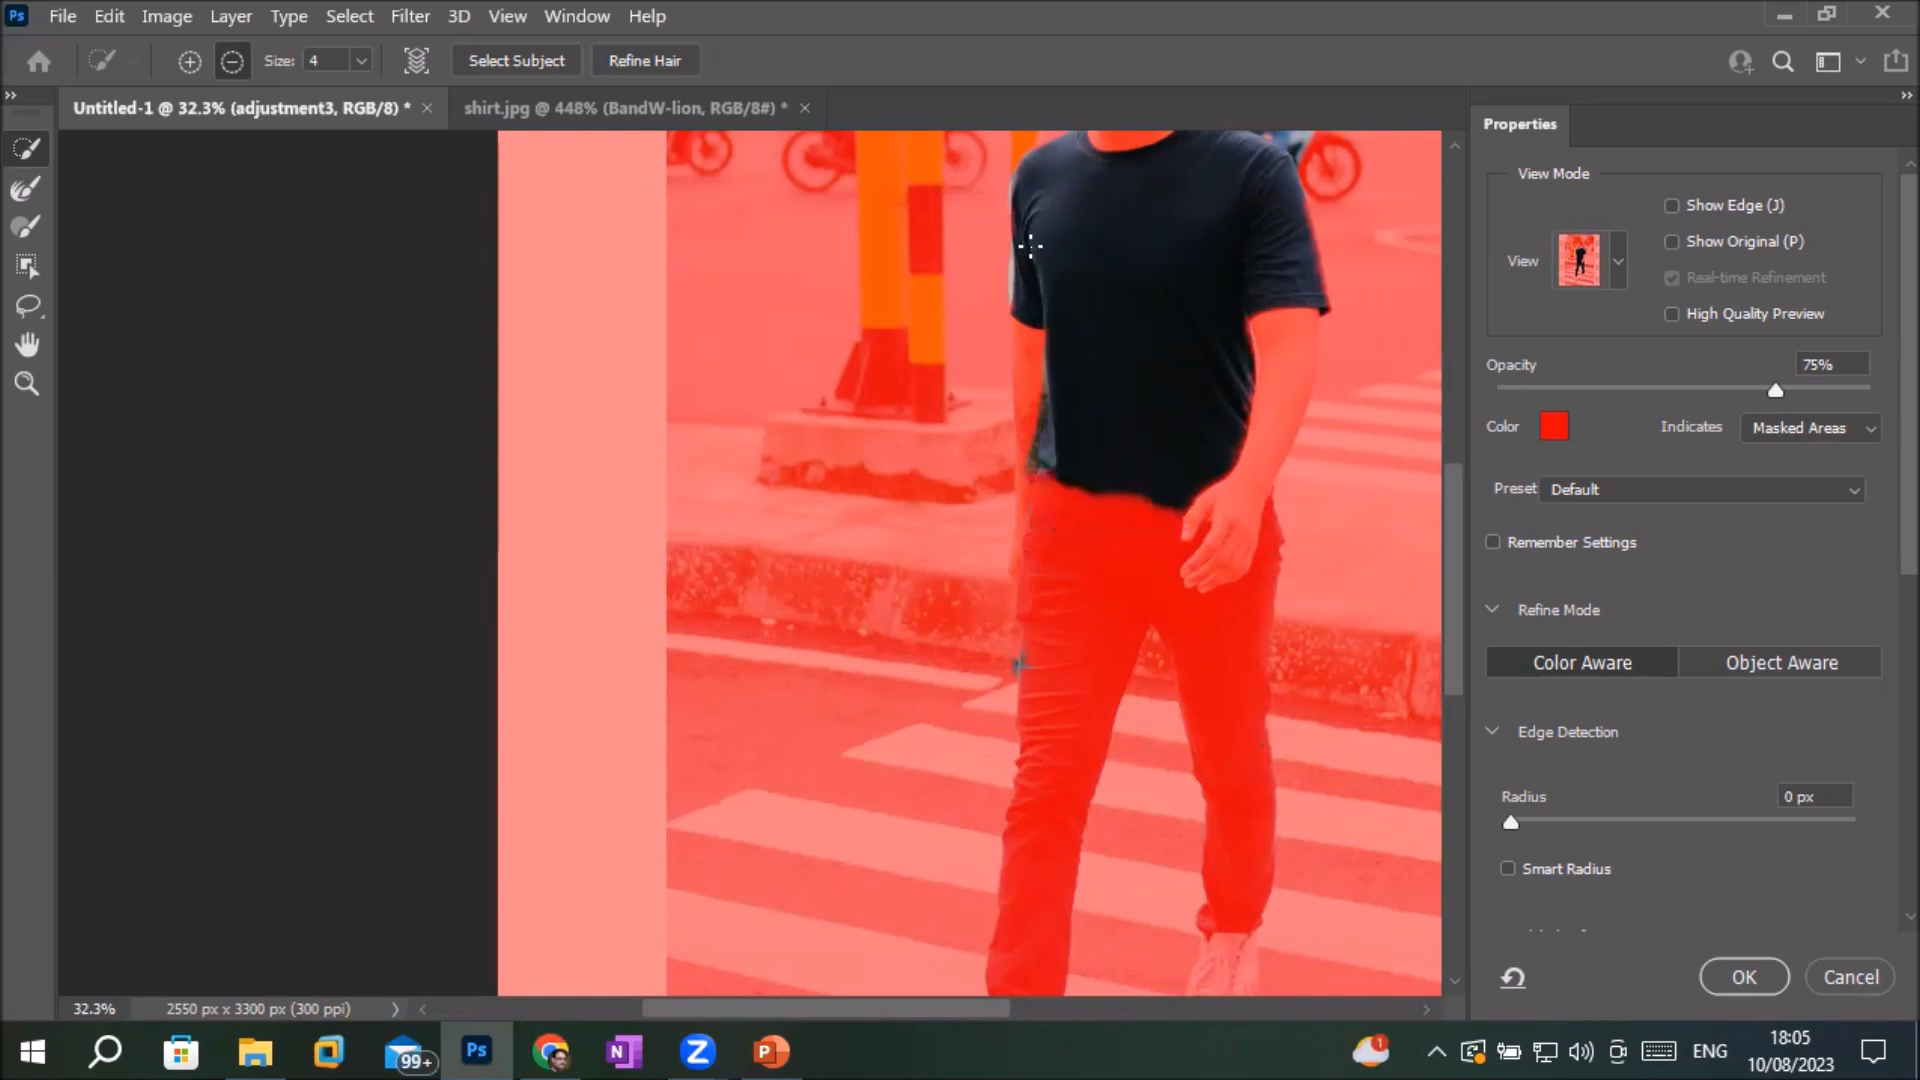 Ps File Edit Image Layer Type Select Filter 3D View Window Help
Size: 4 Select Subject Refine Hair
Untitled-1 @ 32.3% (adjustment3, RGB/8) * × shirt.jpg @ 448% (BandW-lion, RGB/8#) * ×
Properties
View Mode
Show Edge (J)
Show Original (P)
View
Real-time Refinement
High Quality Preview
Opacity 75%
Color Indicates Masked Areas
Preset Default
Remember Settings
Refine Mode
Color Aware Object Aware
Edge Detection
Radius 0 px
Smart Radius
OK Cancel
32.3% 2550 px x 3300 px (300 ppi)
99+ Ps N Z P 1 ENG
18:05
10/08/2023